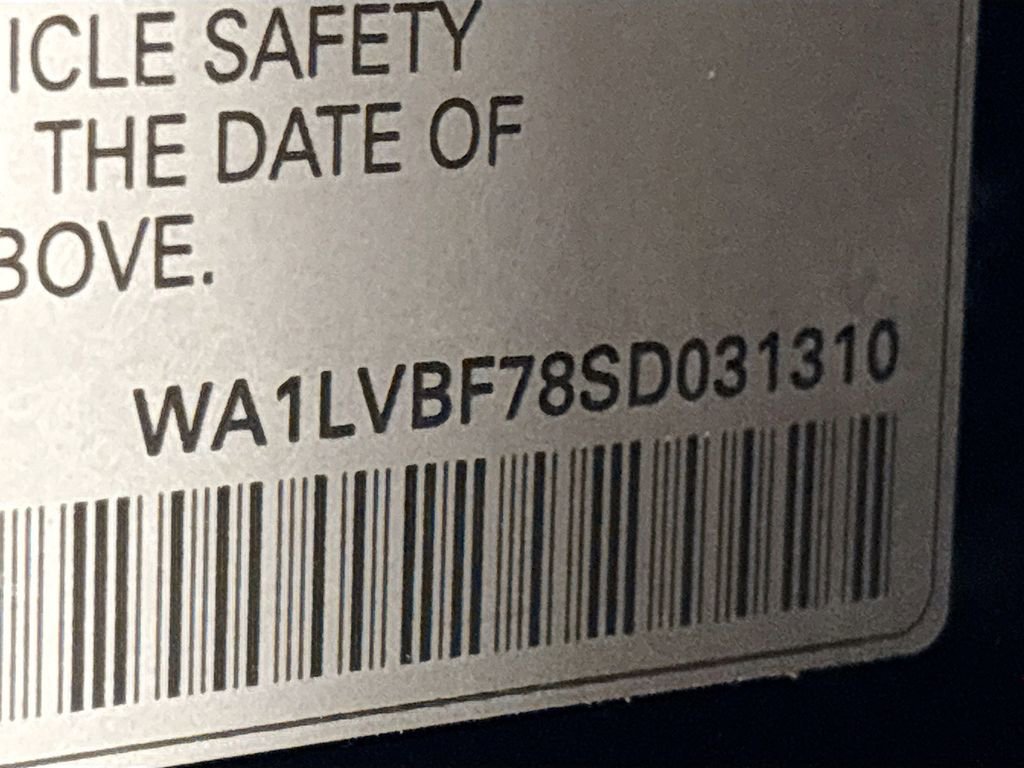 ICLE SAFETY
THE DATE OF
BOVE.
WA1LVBF78SD031310